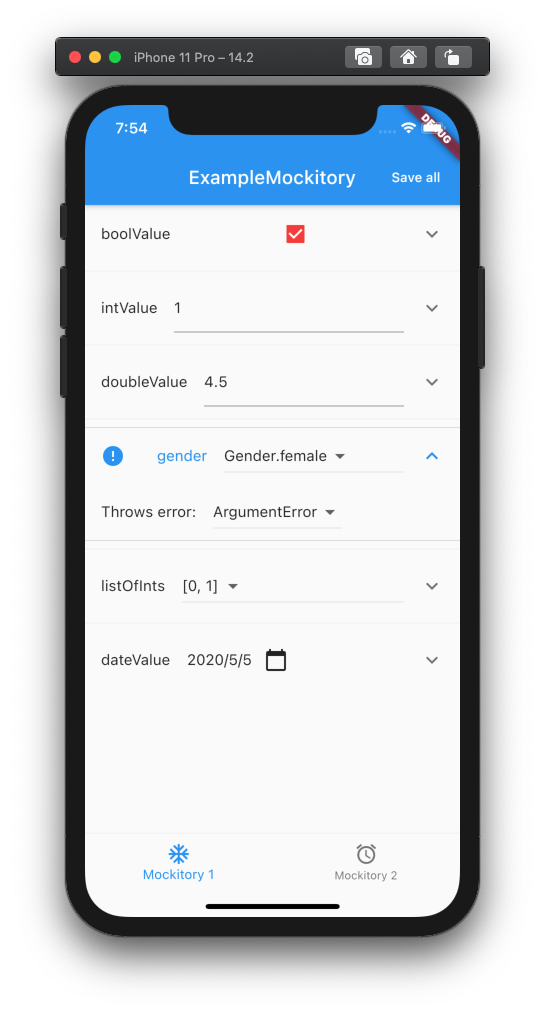 iPhone 11 Pro – 14.2
7:54
DEBUG
ExampleMockitory
Save all
boolValue
intValue 1
doubleValue 4.5
gender Gender.female
Throws error: ArgumentError
listOfInts [0, 1]
dateValue 2020/5/5
Mockitory 1
Mockitory 2